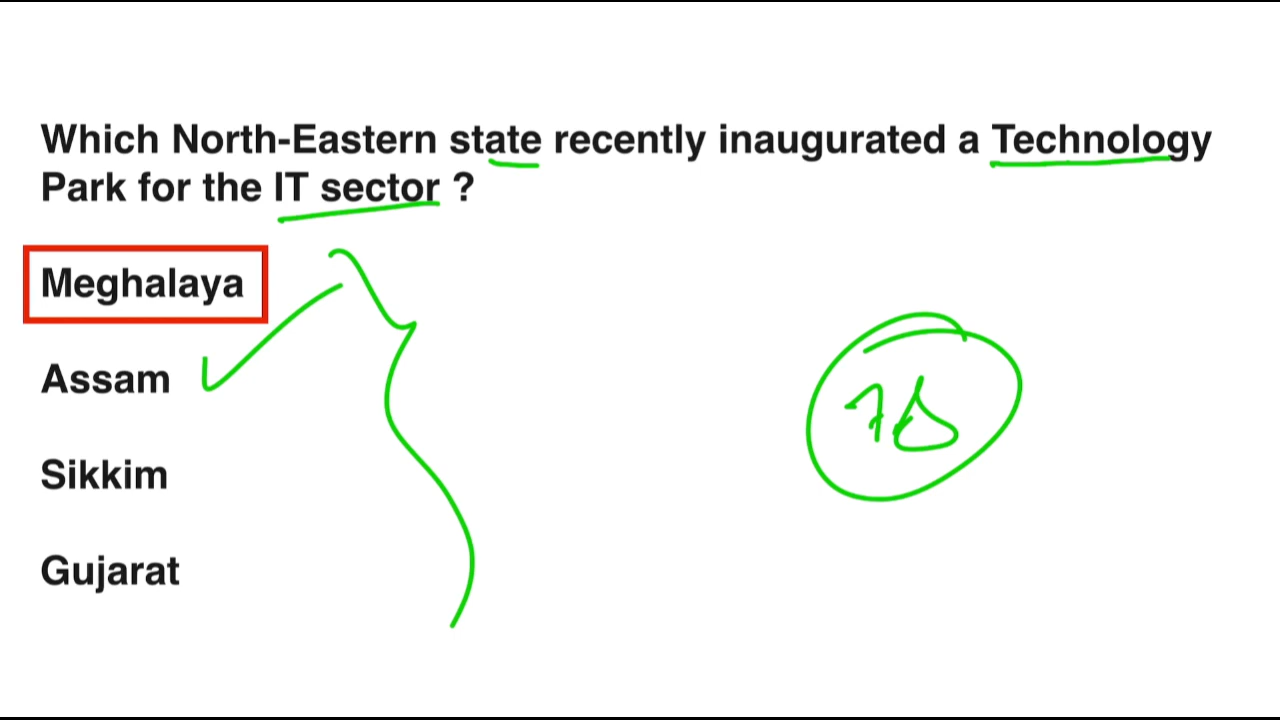 Which North-Eastern state recently inaugurated a Technology
Park for the IT sector ?
Meghalaya
Assam
Sikkim
Gujarat